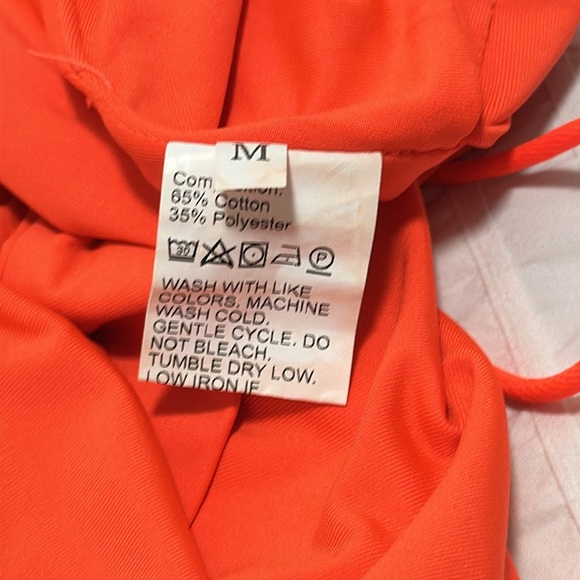 M
65% Cotton
35% Polyester
30 P
WASH WITH LIKE
COLORS. MACHINE
WASH COLD.
GENTLE CYCLE. DO
NOT BLEACH.
TUMBLE DRY LOW.
LOW IRON IF